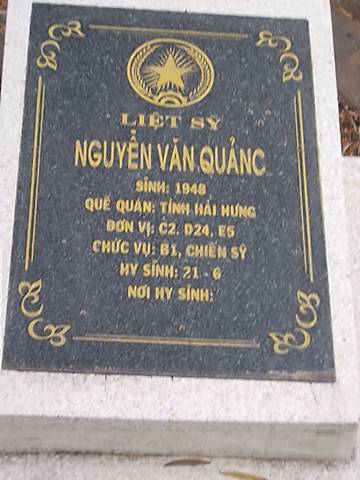 LIỆT SỸ
NGUYỄN VĂN QUẢNG
SINH: 1948
QUÊ QUÁN: TỈNH HẢI HƯNG
ĐƠN VỊ: C2. D24, E5
CHỨC VỤ: B1, CHIẾN SỸ
HY SINH: 21 - 6
NƠI HY SINH: